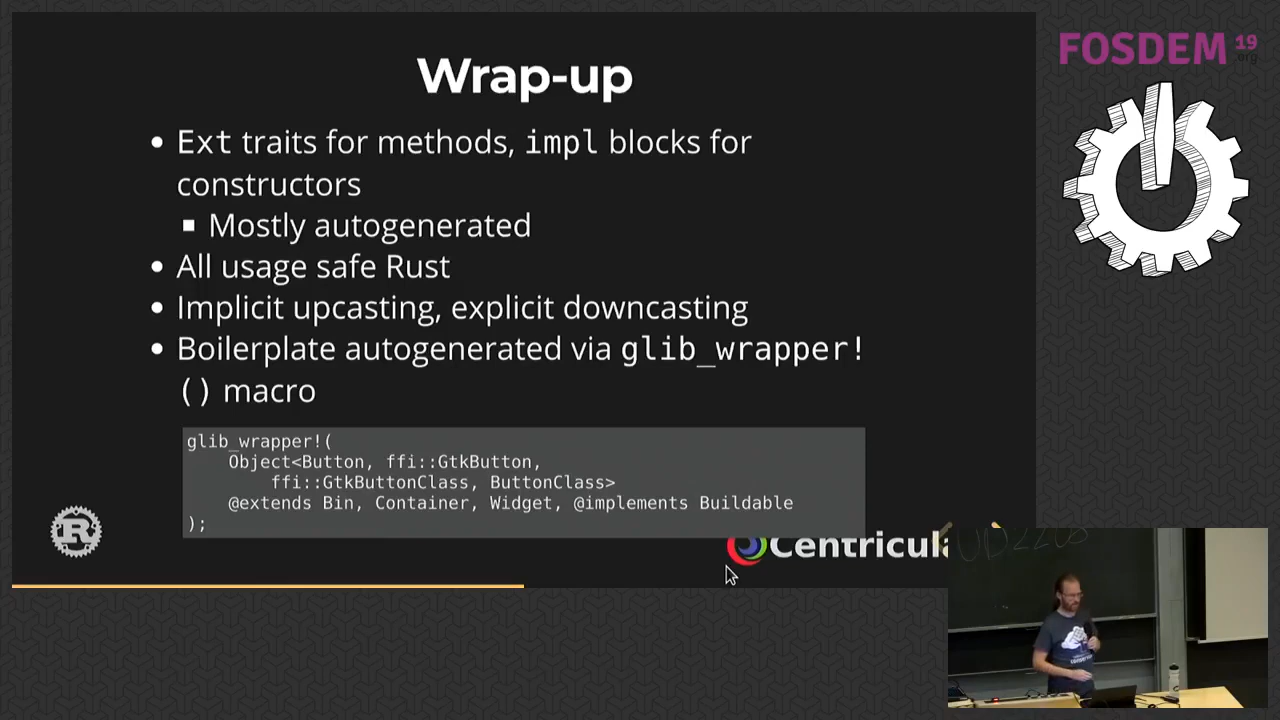 Wrap-up
• Ext traits for methods, impl blocks for
constructors
▪ Mostly autogenerated
• All usage safe Rust
• Implicit upcasting, explicit downcasting
• Boilerplate autogenerated via glib_wrapper!
() macro
glib_wrapper!(
    Object<Button, ffi::GtkButton,
        ffi::GtkButtonClass, ButtonClass>
    @extends Bin, Container, Widget, @implements Buildable
);
R
Centricula
FOSDEM 19
.org